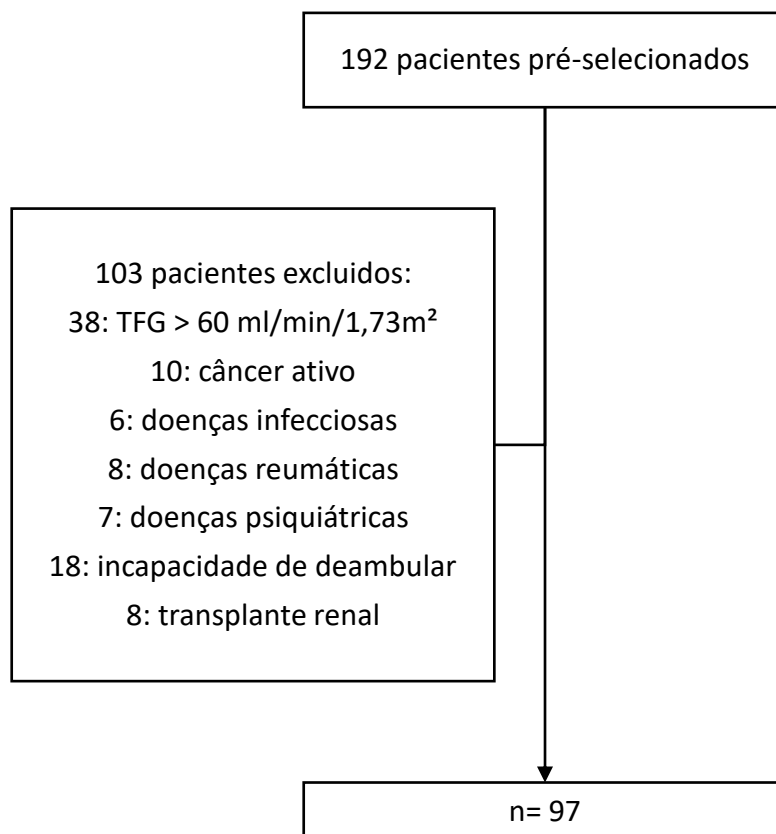 192 pacientes pré-selecionados
103 pacientes excluidos:
38: TFG > 60 ml/min/1,73m²
10: câncer ativo
6: doenças infecciosas
8: doenças reumáticas
7: doenças psiquiátricas
18: incapacidade de deambular
8: transplante renal
n= 97